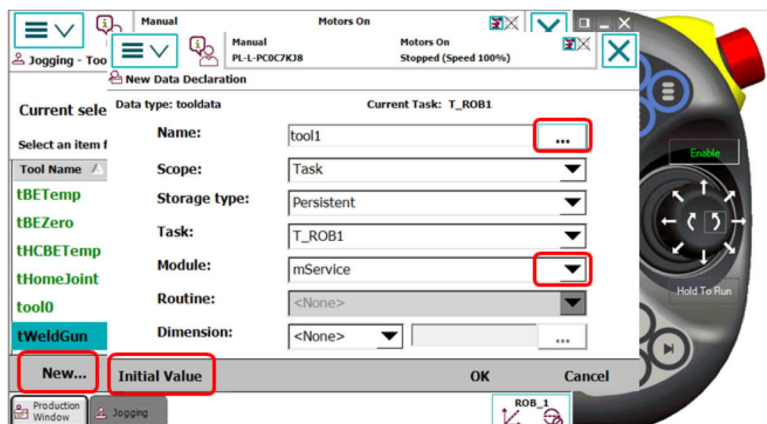 Manual
Motors On
Jogging - Too
Manual
PL-L-PC0C7KJ8
Motors On
Stopped (Speed 100%)
New Data Declaration
Data type: tooldata
Current Task: T_ROB1
Current sele
Select an item f
Tool Name
tBETemp
tBEZero
tHCBETemp
tHomeJoint
tool0
tWeldGun
Name:
tool1
...
Scope:
Task
Storage type:
Persistent
Task:
T_ROB1
Module:
mService
Routine:
<None>
Dimension:
<None>
...
New...
Initial Value
OK
Cancel
Production
Window
Jogging
ROB_1
Enable
Hold To Run